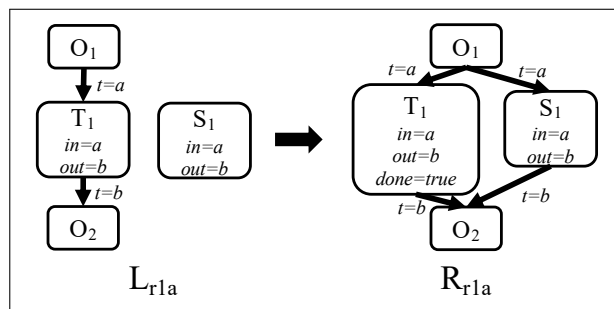 O1
t=a
T1
in=a
out=b
t=b
O2
S1
in=a
out=b
Lr1a
O1
t=a
t=a
T1
in=a
out=b
done=true
S1
in=a
out=b
t=b
t=b
O2
Rr1a